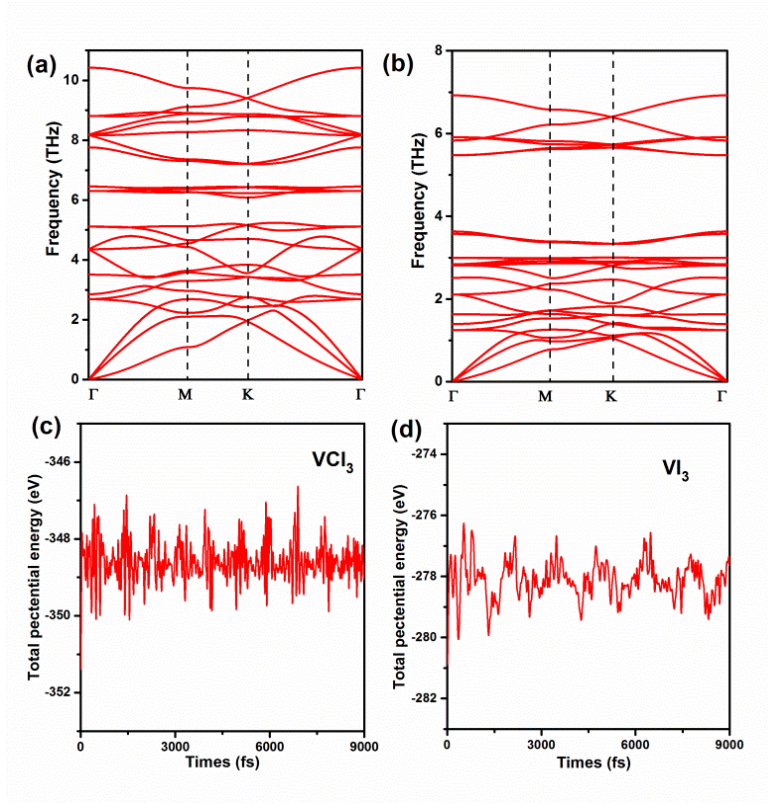 (a)
10
8
6
4
2
0
Frequency (THz)
Γ
M
K
Γ
(b)
8
6
4
2
0
Frequency (THz)
Γ
M
K
Γ
(c)
-346
-348
-350
-352
Total pectential energy (eV)
VCl3
0
3000
6000
9000
Times (fs)
(d)
-274
-276
-278
-280
-282
Total pectential energy (eV)
VI3
0
3000
6000
9000
Times (fs)